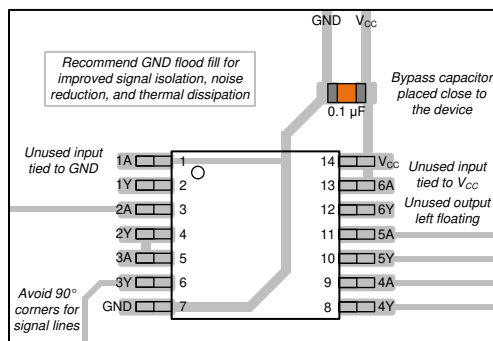 GND VCC
Recommend GND flood fill for
improved signal isolation, noise
reduction, and thermal dissipation
Bypass capacitor
placed close to
the device
0.1 µF
Unused input
tied to GND
1A 1 14 VCC
1Y 2 13 6A
2A 3 12 6Y
2Y 4 11 5A
3A 5 10 5Y
3Y 6 9 4A
GND 7 8 4Y
Unused input
tied to VCC
Unused output
left floating
Avoid 90°
corners for
signal lines